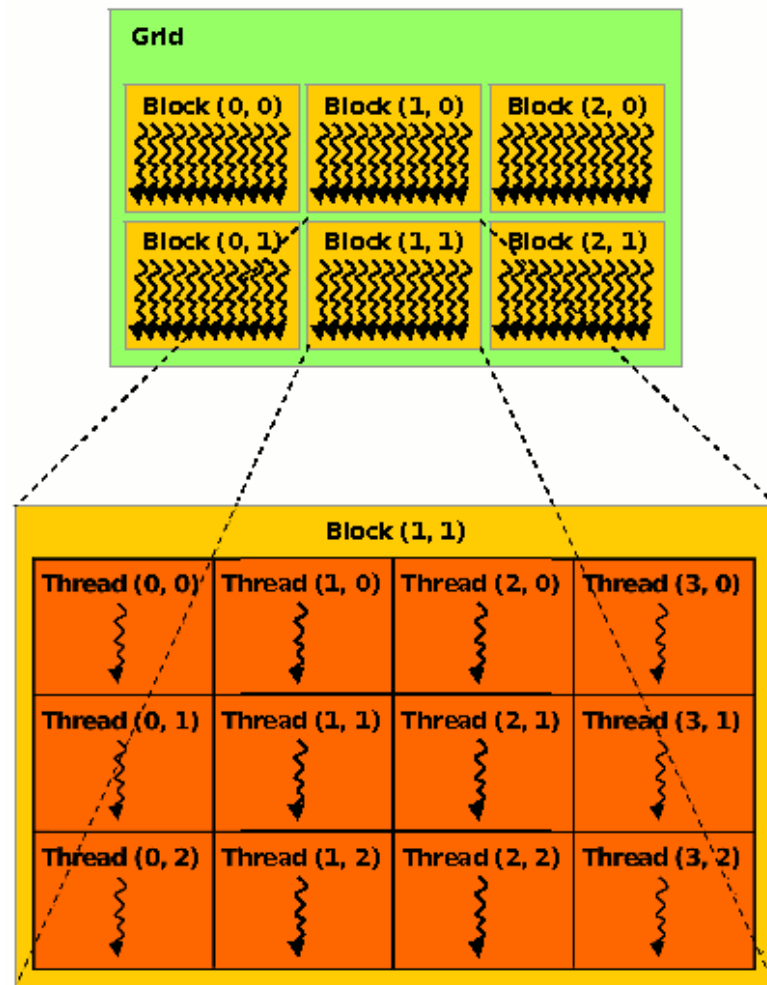 Grid
Block (0, 0) Block (1, 0) Block (2, 0)
Block (0, 1) Block (1, 1) Block (2, 1)
Block (1, 1)
Thread (0, 0) Thread (1, 0) Thread (2, 0) Thread (3, 0)
Thread (0, 1) Thread (1, 1) Thread (2, 1) Thread (3, 1)
Thread (0, 2) Thread (1, 2) Thread (2, 2) Thread (3, 2)